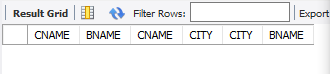 Result Grid Filter Rows: Export
CNAME BNAME CNAME CITY CITY BNAME